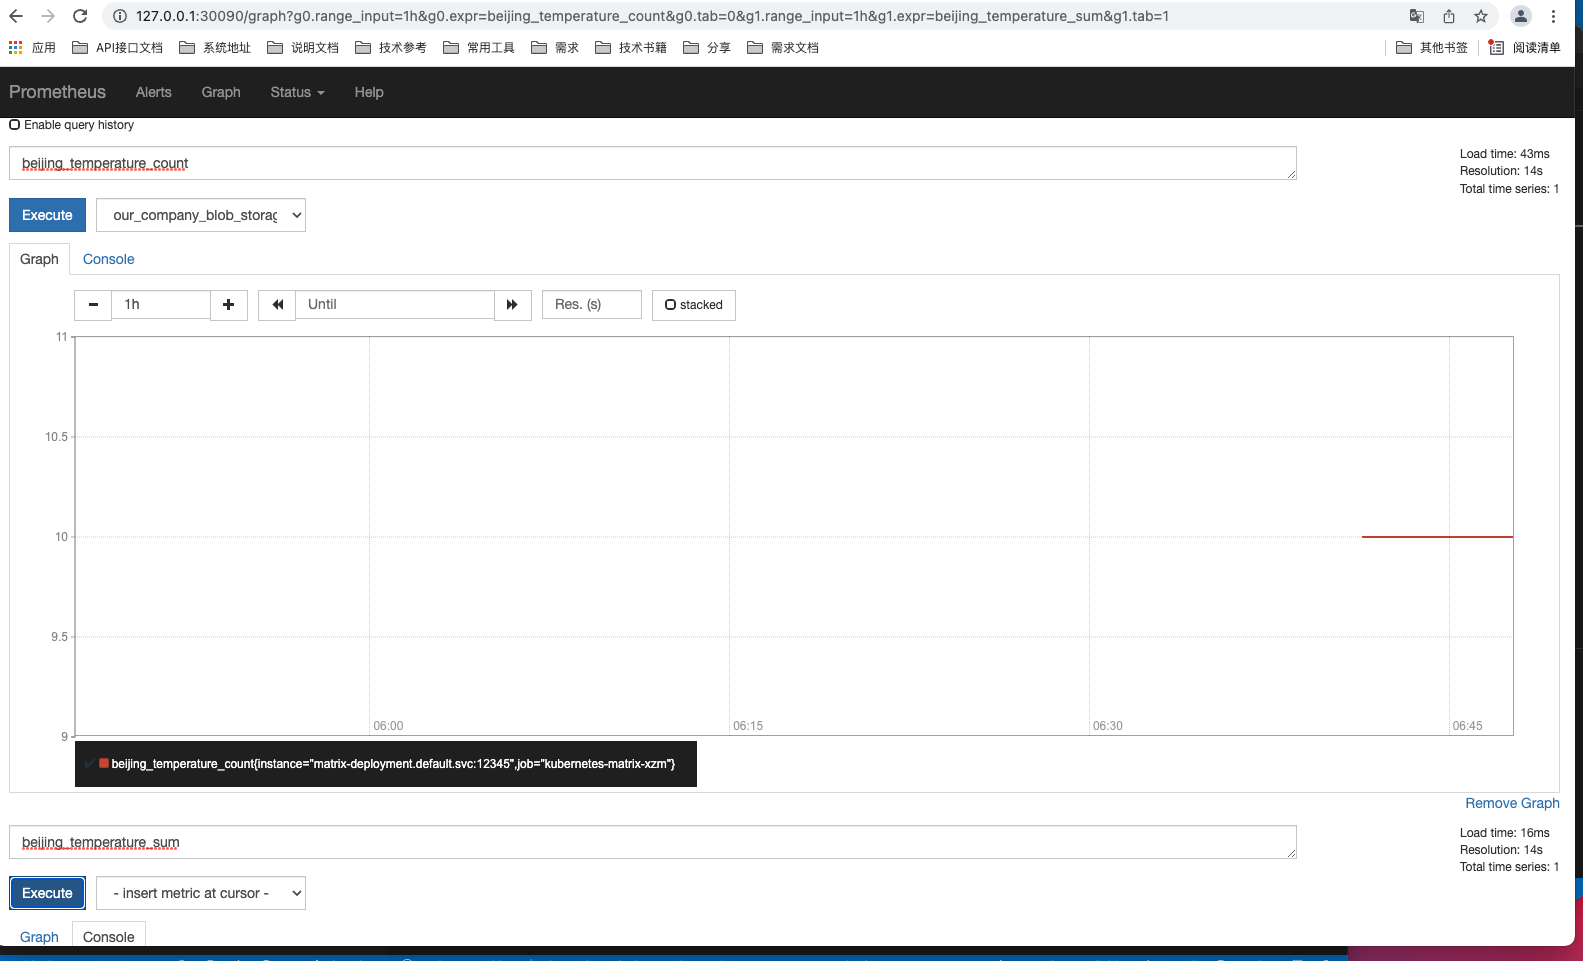 127.0.0.1:30090/graph?g0.range_input=1h&g0.expr=beijing_temperature_count&g0.tab=0&g1.range_input=1h&g1.expr=beijing_temperature_sum&g1.tab=1
应用 API接口文档 系统地址 说明文档 技术参考 常用工具 需求 技术书籍 分享 需求文档 其他书签 阅读清单
Prometheus Alerts Graph Status Help
Enable query history
beijing_temperature_count
Load time: 43ms
Resolution: 14s
Total time series: 1
Execute our_company_blob_storag
Graph Console
1h Until Res. (s) stacked
11
10.5
10
9.5
9
06:00 06:15 06:30 06:45
beijing_temperature_count{instance="matrix-deployment.default.svc:12345",job="kubernetes-matrix-xzm"}
Remove Graph
beijing_temperature_sum
Load time: 16ms
Resolution: 14s
Total time series: 1
Execute - insert metric at cursor -
Graph Console